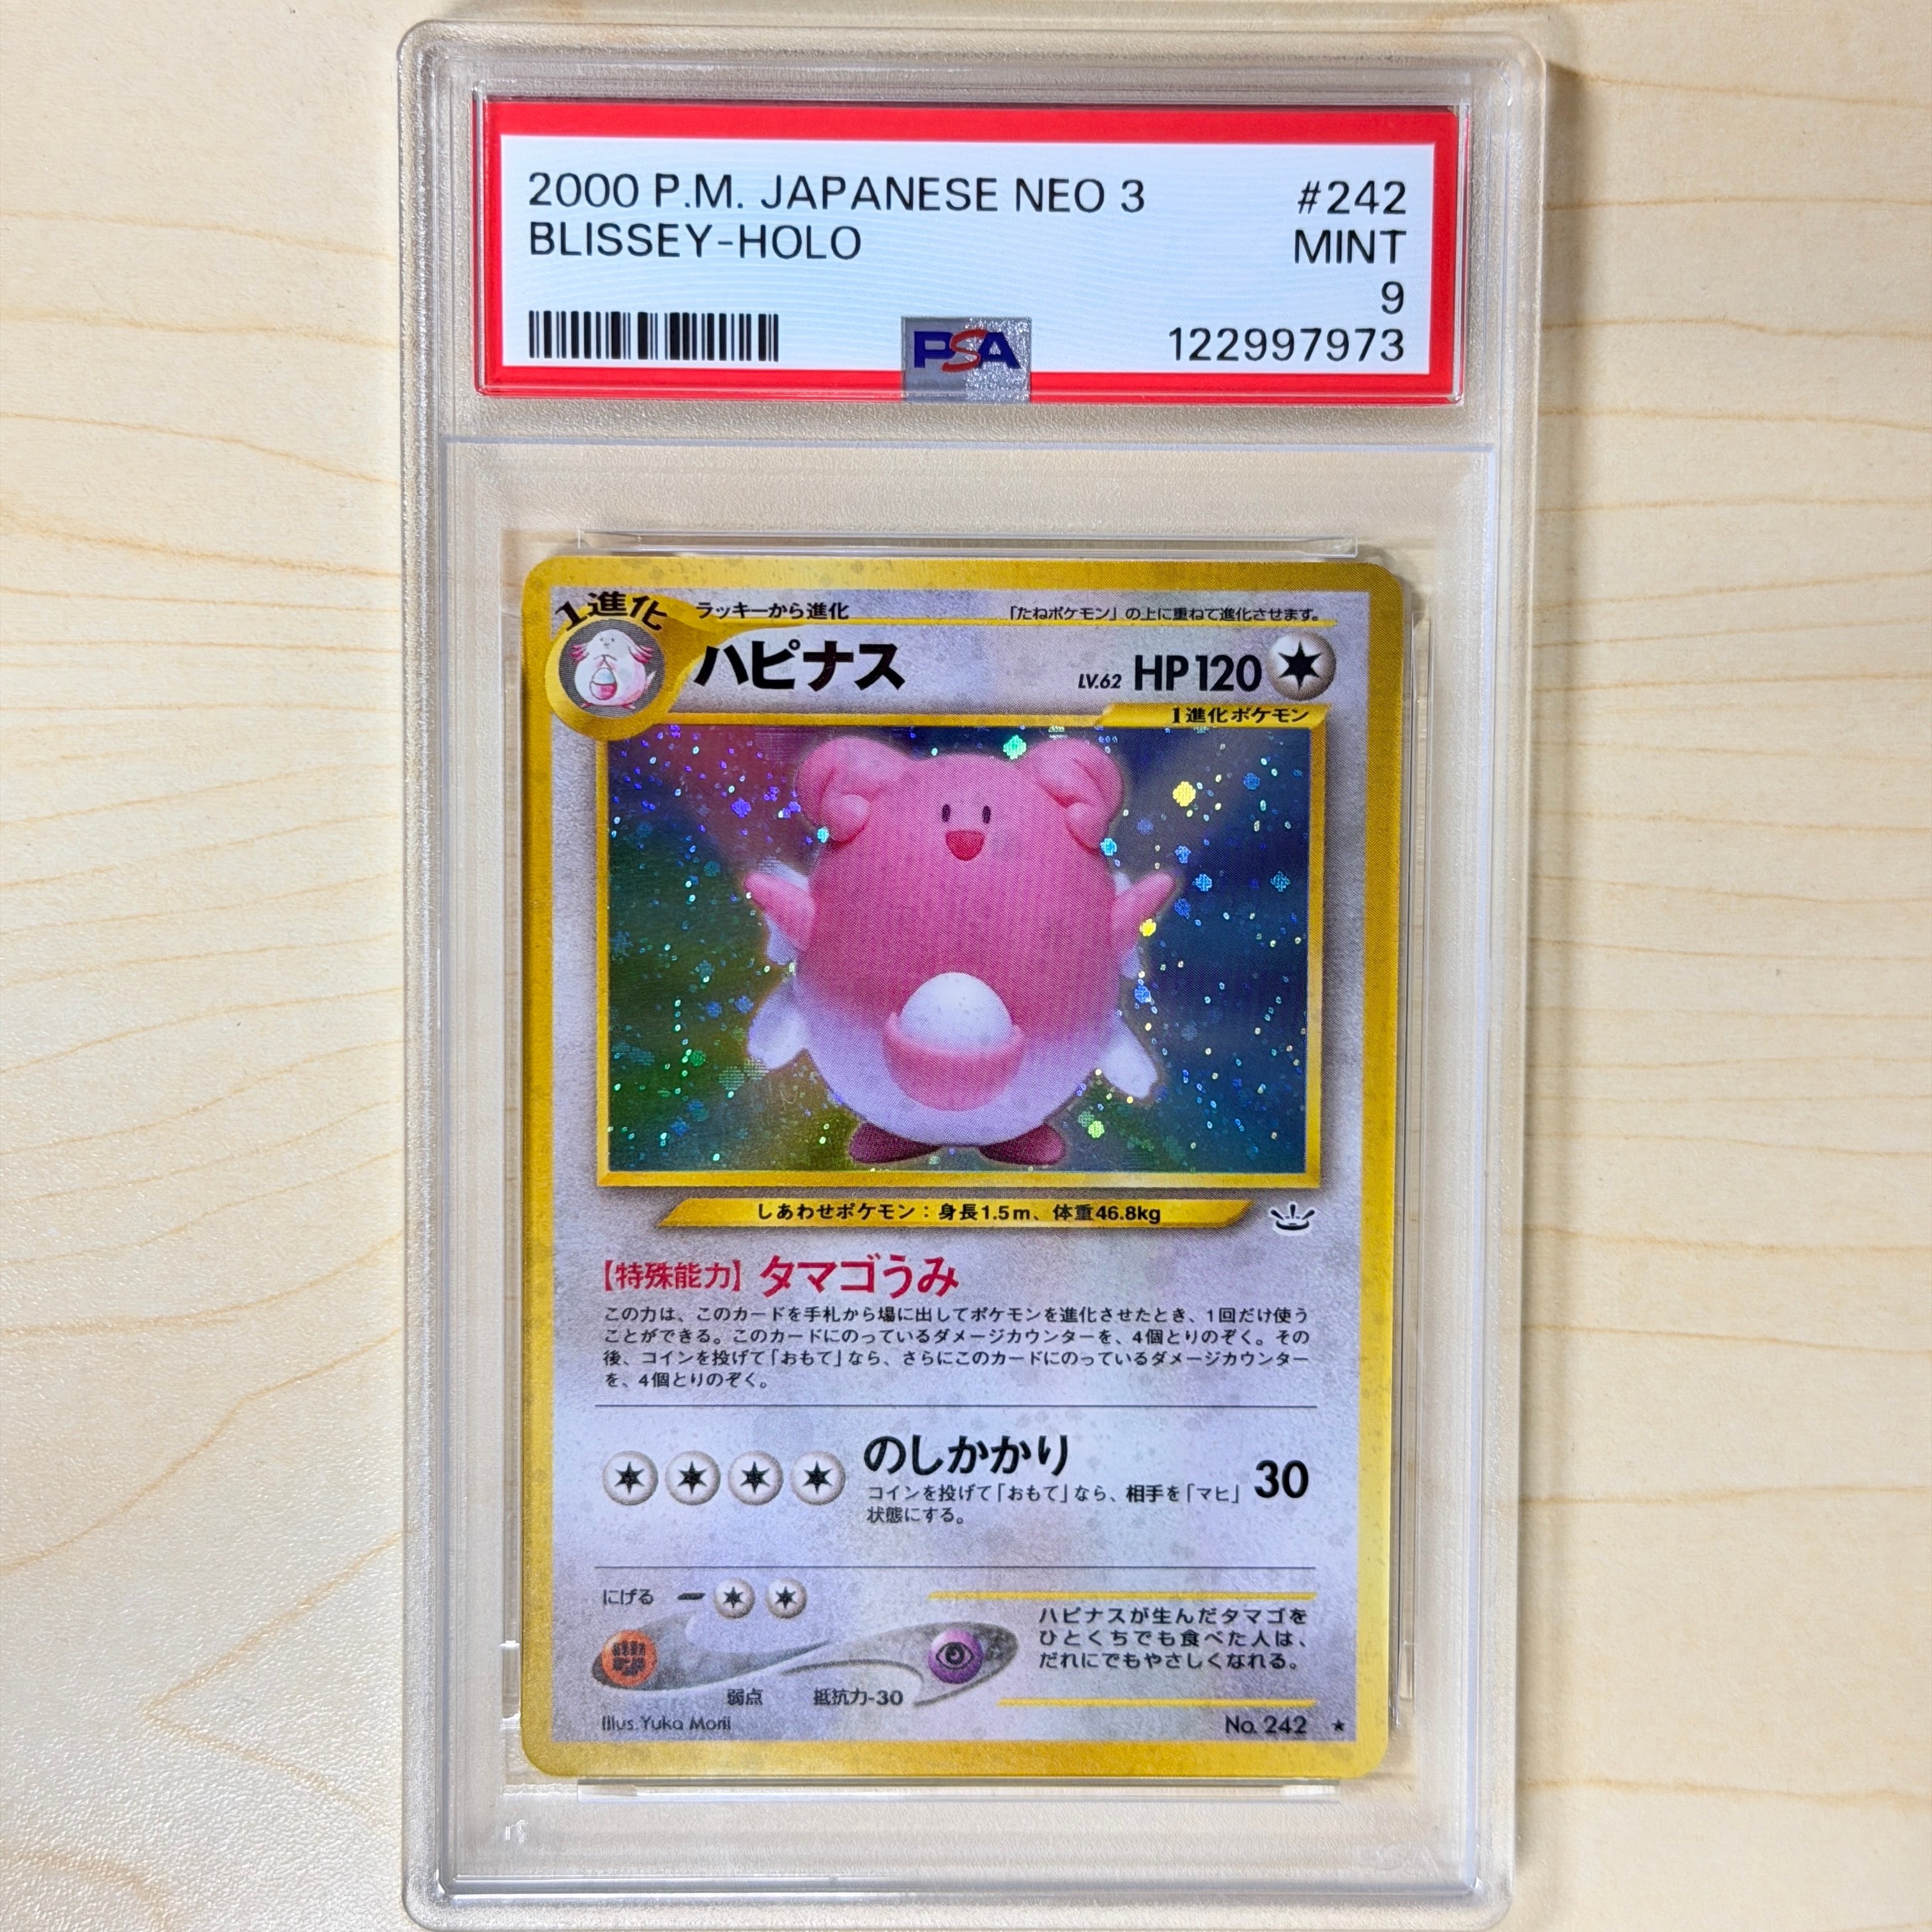 2000 P.M. JAPANESE NEO 3 #242
BLISSEY-HOLO MINT
9
PSA 122997973
1進化 ラッキーから進化 「たねポケモン」の上に重ねて進化させます。
ハピナス LV.62 HP120
1進化ポケモン
しあわせポケモン：身長1.5m、体重46.8kg
【特殊能力】タマゴうみ
この力は、このカードを手札から場に出してポケモンを進化させたとき、1回だけ使う
ことができる。このカードにのっているダメージカウンターを、4個とりのぞく。その
後、コインを投げて「おもて」なら、さらにこのカードにのっているダメージカウンター
を、4個とりのぞく。
のしかかり 30
コインを投げて「おもて」なら、相手を「マヒ」
状態にする。
にげる
ハピナスが生んだタマゴを
ひとくちでも食べた人は、
だれにでもやさしくなれる。
弱点 抵抗力-30
Illus. Yuka Morii No. 242 ★